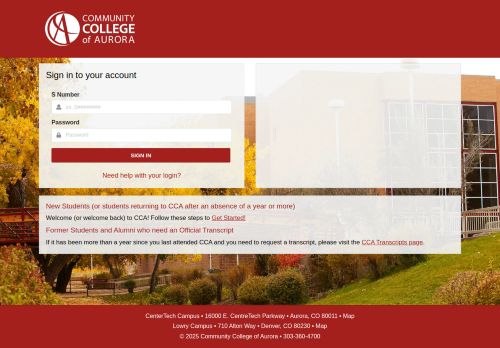 COMMUNITY
COLLEGE
of AURORA
Sign in to your account
S Number
Password
Password
SIGN IN
Need help with your login?
New Students (or students returning to CCA after an absence of a year or more)
Welcome (or welcome back) to CCA! Follow these steps to Get Started!
Former Students and Alumni who need an Official Transcript
If it has been more than a year since you last attended CCA and you need to request a transcript, please visit the CCA Transcripts page.
CenterTech Campus • 16000 E. CentreTech Parkway • Aurora, CO 80011 • Map
Lowry Campus • 710 Alton Way • Denver, CO 80230 • Map
© 2025 Community College of Aurora • 303-360-4700